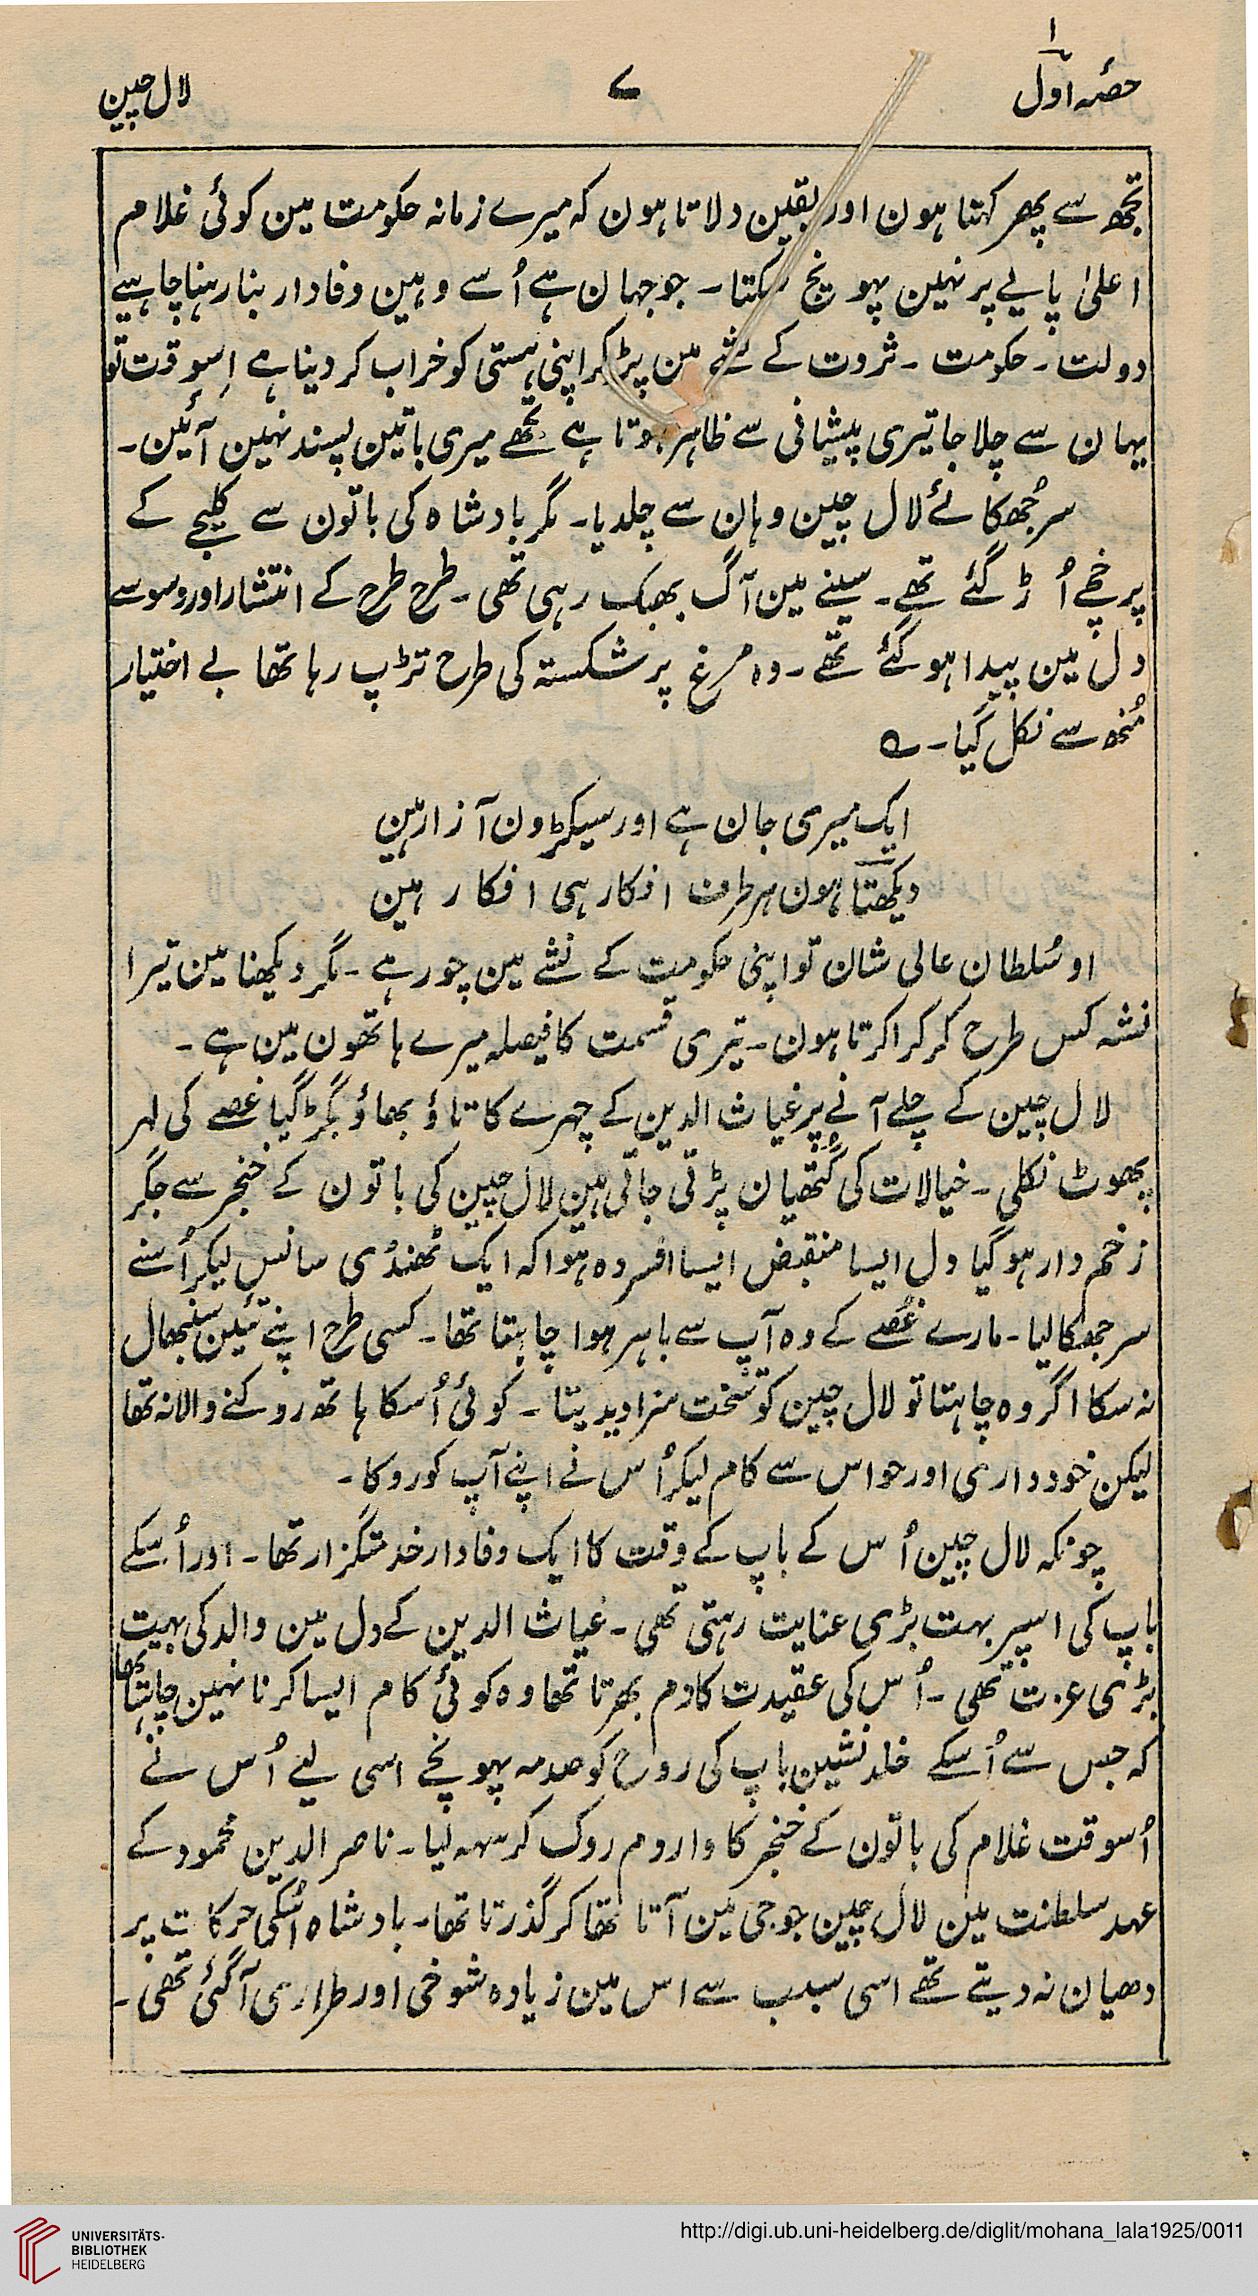 حصۂ اول
۷
لال چین
تجھ سے پھر کہتا ہون اور یقین دلاتا ہون کہ میرے زمانہ حکومت مین کوئی غلام
اعلیٰ پایے پر نہین پہونچ سکتا۔ جو جہان ہے اُسے وہین وفادار بنا رہنا چاہیے
دولت۔ حکومت ۔ ثروت کے نشے مین پڑ کر اپنی ہستی کو خراب کر دینا ہے اِسوقت تو
یہان سے چلا جا تیری پیشانی سے ظاہر ہوتا ہے تجھے میری باتین پسند نہین آئین۔
سر جُھکائے لال چین وہان سے چلدیا۔ مگر بادشاہ کی باتون سے کلیجے کے
پرخچے اُڑ گئے تھے۔ سینے مین آگ بھبک رہی تھی۔ طرح طرح کے انتشار اور وسوسے
دل مین پیدا ہو گئے تھے۔ وہ مرغ پر شکستہ کی طرح تڑپ رہا تھا بے اختیار
مُنھ سے نکل گیا۔ ؎
ایک میری جان ہے اور سیکڑون آزار ہین
دیکھتا ہون ہر طرف افکار ہی افکار ہین
او سُلطان عالی شان تو اپنی حکومت کے نشے مین چور ہے۔ مگر دیکھنا مین تیرا
نشہ کس طرح کرکرا کرتا ہون۔ تیری قسمت کا فیصلہ میرے ہاتھون مین ہے۔
لال چین کے چلے آنے پر غیاث الدین کے چہرے کا تاؤ بھاؤ بگڑ گیا غصے کی لہر
پھوٹ نکلی۔ خیالات کی گُتھیان پڑتی جاتی ہین لال چین کی باتون کے خنجر سے جگر
زخم دار ہو گیا دل ایسا منقبض ایسا افسردہ ہوا کہ ایک ٹھنڈی سانس لیکر اُسنے
سر جھکا لیا۔ مارے غُصے کے وہ آپ سے باہر ہوا چاہتا تھا۔ کسی طرح اپنے تئین سنبھال
نہ سکا اگر وہ چاہتا تو لال چین کو سخت سزا دیدیتا۔ کوئی اُسکا ہاتھ روکنے والا نہ تھا
لیکن خودداری اور حواس سے کام لیکر اُس نے اپنے آپ کو روکا۔
چونکہ لال چین اُس کے باپ کے وقت کا ایک وفادار خدمتگزار تھا۔ اور اُسکے
باپ کی اسپر بہت بڑی عنایت رہتی تھی۔ غیاث الدین کے دل مین والد کی بہت
بڑی عزت تھی۔ اُس کی عقیدت کا دم بھرتا تھا وہ کوئی کام ایسا کرنا نہین چاہتا تھا
کہ جس سے اُسکے خلد نشین باپ کی روح کو صدمہ پہونچے اسی لیے اُس نے
اُسوقت غلام کی باتون کے خنجر کا وار دم روک کر سہہ لیا۔ ناصر الدین محمود کے
عہد سلطنت مین لال چین جو جی مین آتا تھا کر گذرتا تھا۔ بادشاہ اُسکی حرکات پر
دھیان نہ دیتے تھے اسی سبب سے اس مین زیادہ شوخی اور طراری آ گئی تھی۔
UNIVERSITÄTS-
BIBLIOTHEK
HEIDELBERG
http://digi.ub.uni-heidelberg.de/diglit/mohana_lala1925/0011